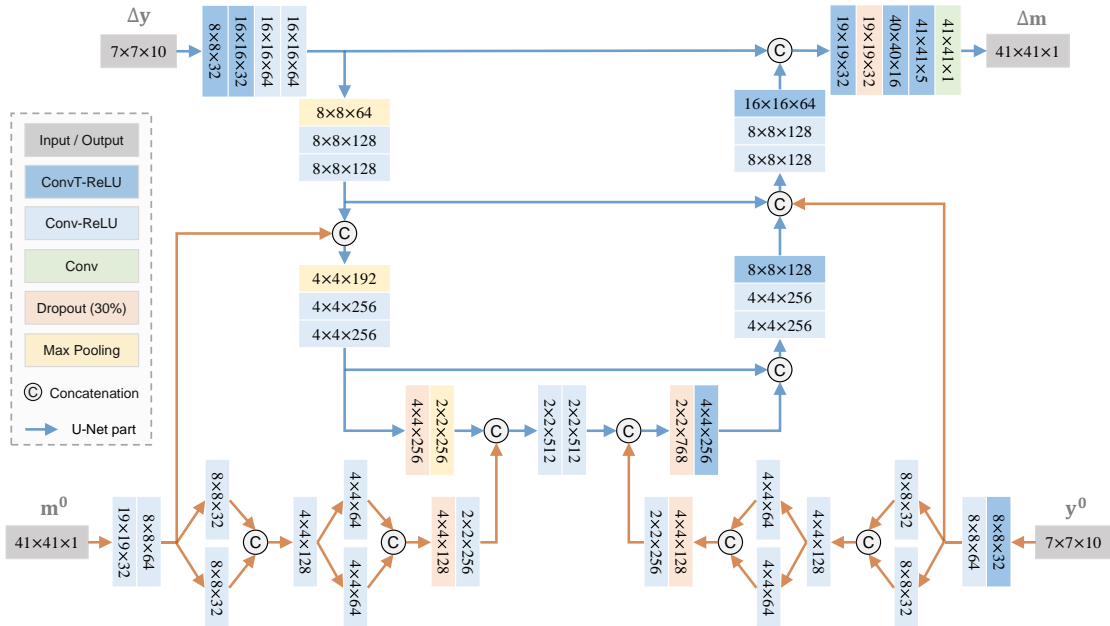 Δy
7×7×10
8×8×32
16×16×32
16×16×64
16×16×64
C
19×19×32
19×19×32
40×40×16
41×41×5
41×41×1
Δm
41×41×1
8×8×64
8×8×128
8×8×128
16×16×64
8×8×128
8×8×128
Input / Output
ConvT-ReLU
Conv-ReLU
Conv
Dropout (30%)
Max Pooling
C Concatenation
U-Net part
C
C
4×4×192
4×4×256
4×4×256
8×8×128
4×4×256
4×4×256
C
4×4×256
2×2×256
C
2×2×512
2×2×512
C
2×2×768
4×4×256
m⁰
41×41×1
19×19×32
8×8×64
8×8×32
8×8×32
C
4×4×128
4×4×64
4×4×64
C
4×4×128
2×2×256
2×2×256
4×4×128
C
4×4×64
4×4×64
4×4×128
C
8×8×32
8×8×32
8×8×64
8×8×32
y⁰
7×7×10